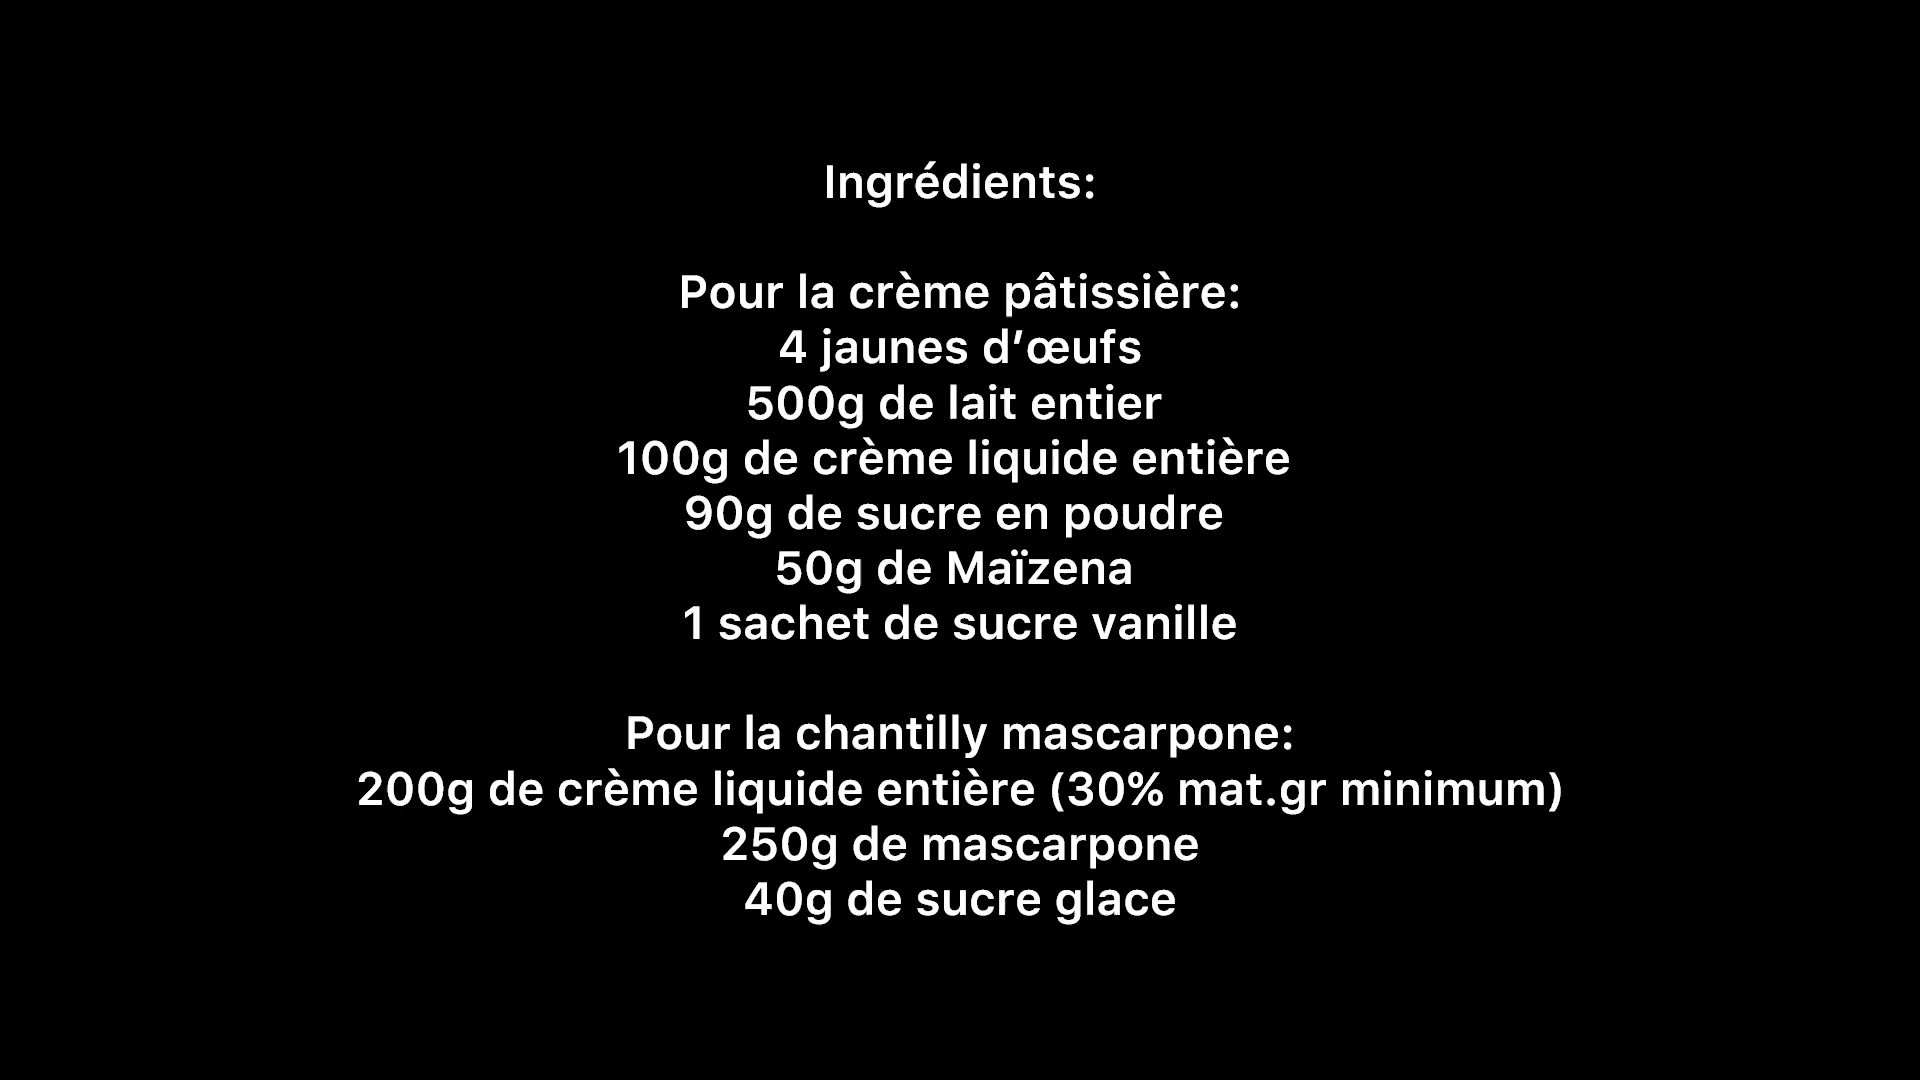 Ingrédients:
Pour la crème pâtissière:
4 jaunes d’œufs
500g de lait entier
100g de crème liquide entière
90g de sucre en poudre
50g de Maïzena
1 sachet de sucre vanille
Pour la chantilly mascarpone:
200g de crème liquide entière (30% mat.gr minimum)
250g de mascarpone
40g de sucre glace